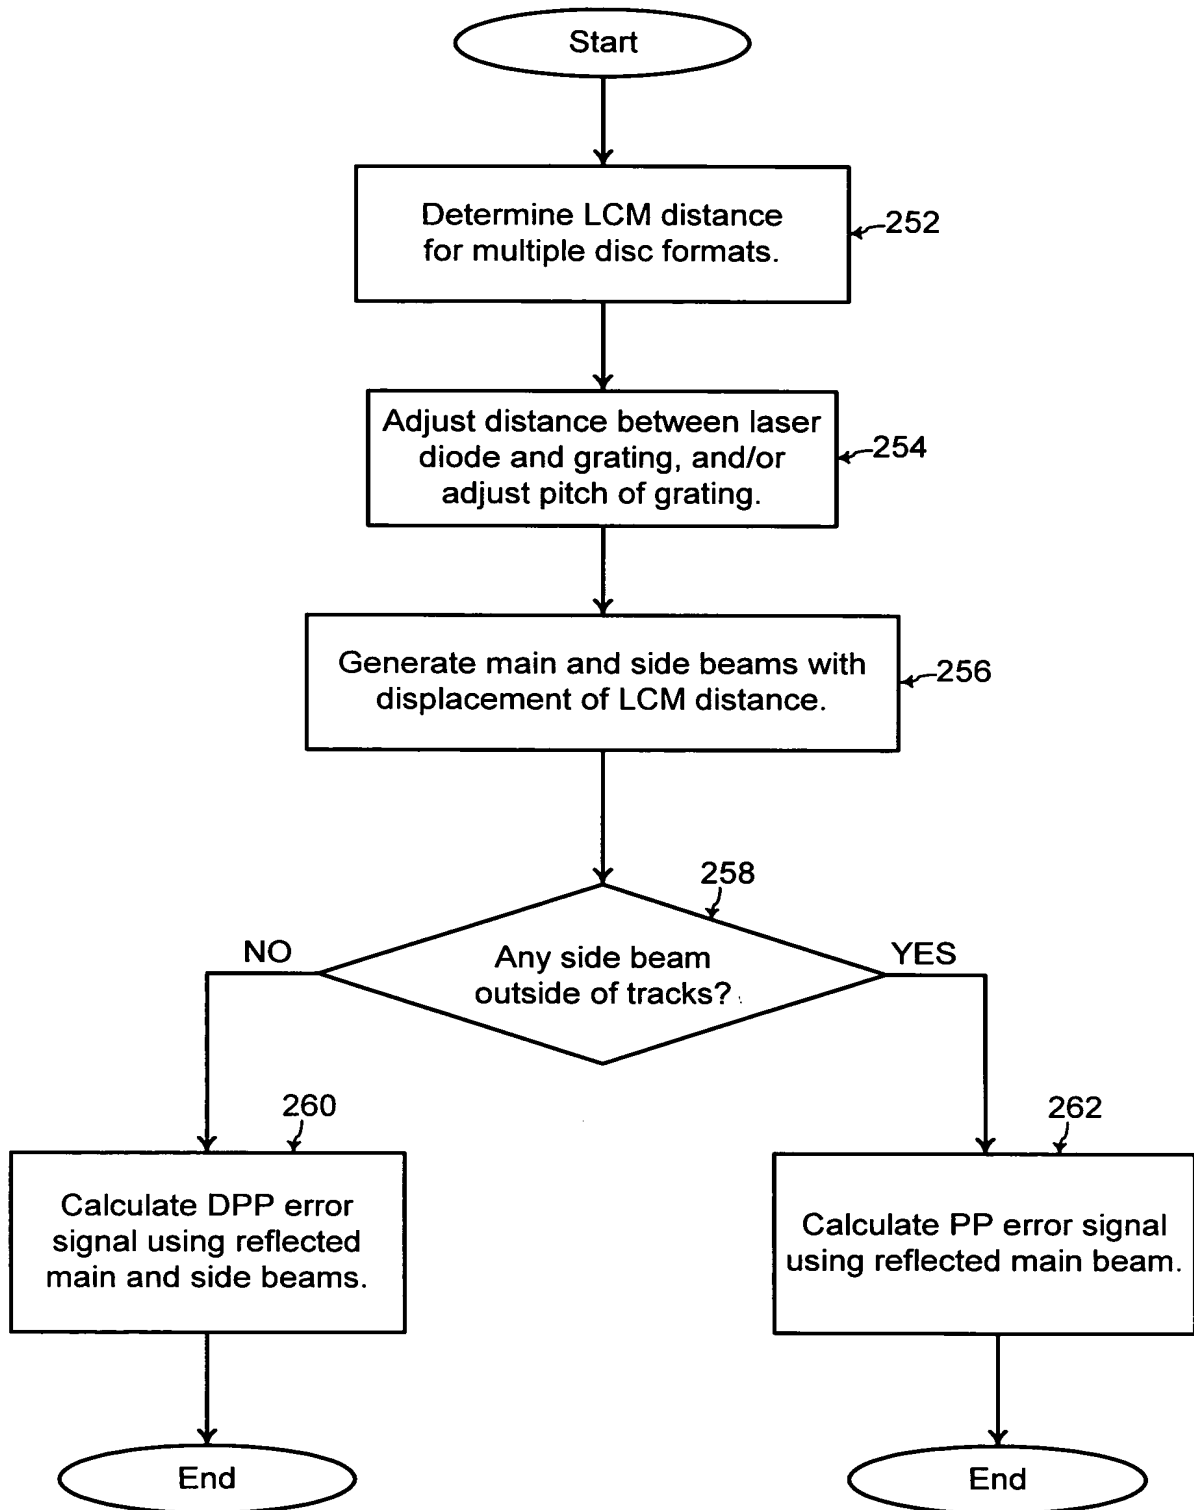 Start
Determine LCM distance
for multiple disc formats.
252
Adjust distance between laser
diode and grating, and/or
adjust pitch of grating.
254
Generate main and side beams with
displacement of LCM distance.
256
258
NO
Any side beam
outside of tracks?
YES
260
Calculate DPP error
signal using reflected
main and side beams.
262
Calculate PP error signal
using reflected main beam.
End
End